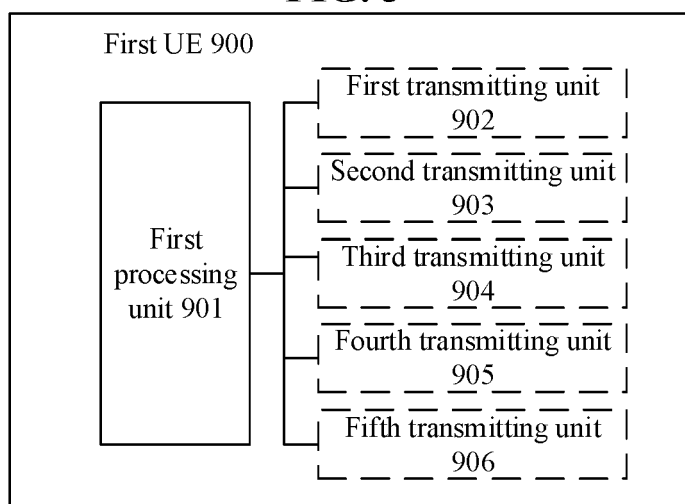 First UE 900
First transmitting unit
902
Second transmitting unit
903
First
processing
unit 901
Third transmitting unit
904
Fourth transmitting unit
905
Fifth transmitting unit
906